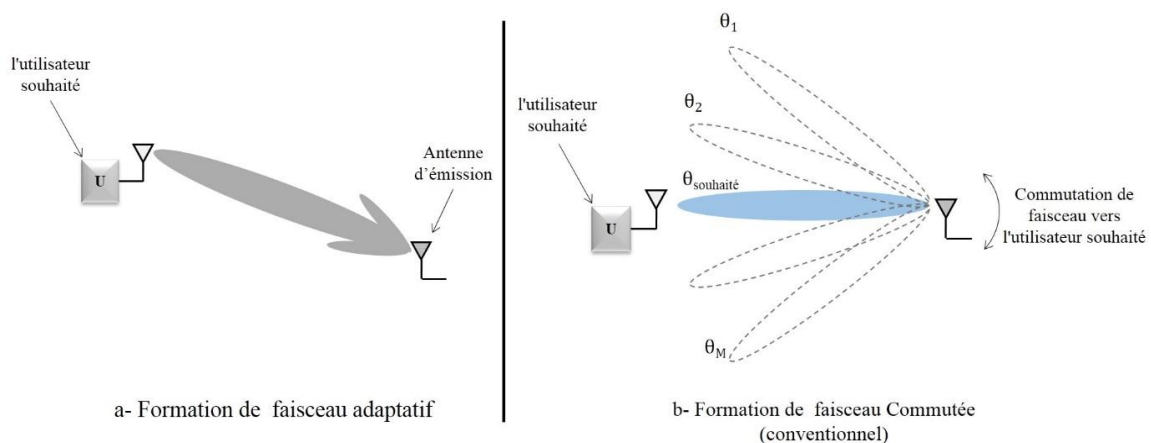 l'utilisateur
souhaité
U
Antenne
d'émission
a- Formation de faisceau adaptatif
θ1
θ2
l'utilisateur
souhaité
θsouhaité
U
Commutation de
faisceau vers
l'utilisateur souhaité
θM
b- Formation de faisceau Commutée
(conventionnel)